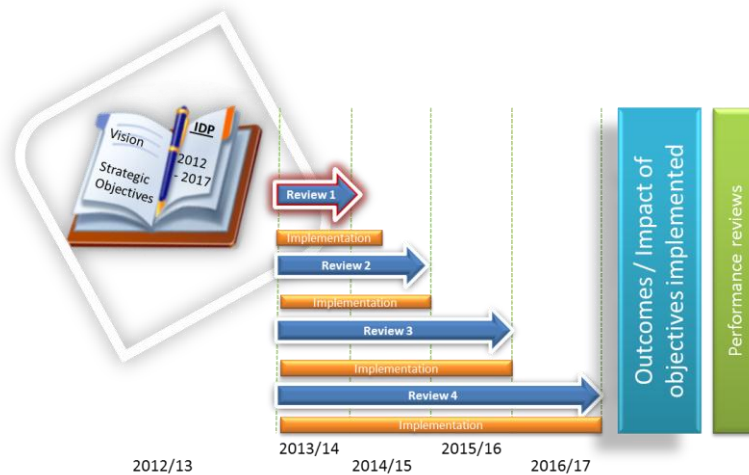 Vision
Strategic
Objectives
IDP
2012
- 2017
Review 1
Implementation
Review 2
Implementation
Review 3
Implementation
Review 4
Implementation
2012/13
2013/14
2014/15
2015/16
2016/17
Outcomes / Impact of
objectives implemented
Performance reviews